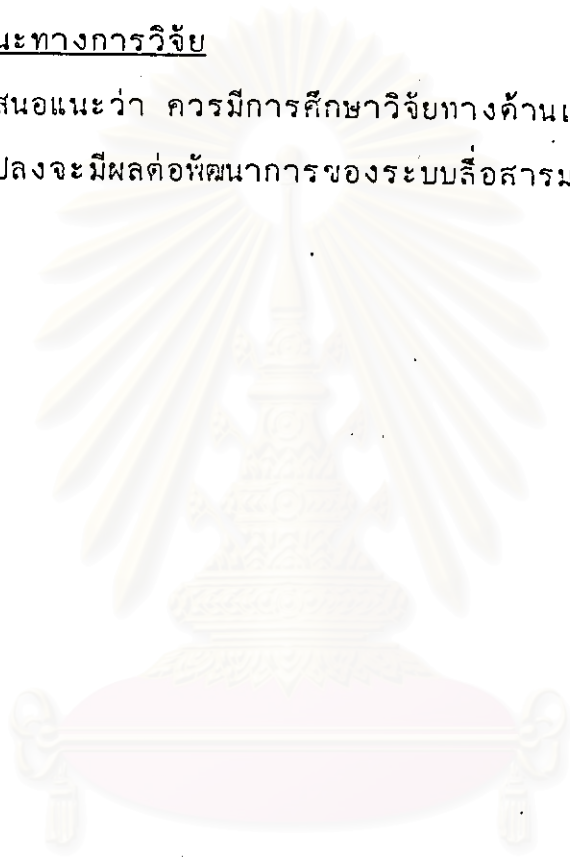 นะทางการวิจัย
สนอแนะว่า ควรมีการศึกษาวิจัยทางด้านเ
ปลงจะมีผลต่อพัฒนาการของระบบสื่อสารม